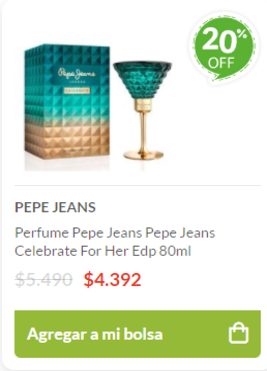 20%
OFF
Pepe Jeans
LONDON
PEPE JEANS
Perfume Pepe Jeans Pepe Jeans
Celebrate For Her Edp 80ml
$5.490 $4.392
Agregar a mi bolsa